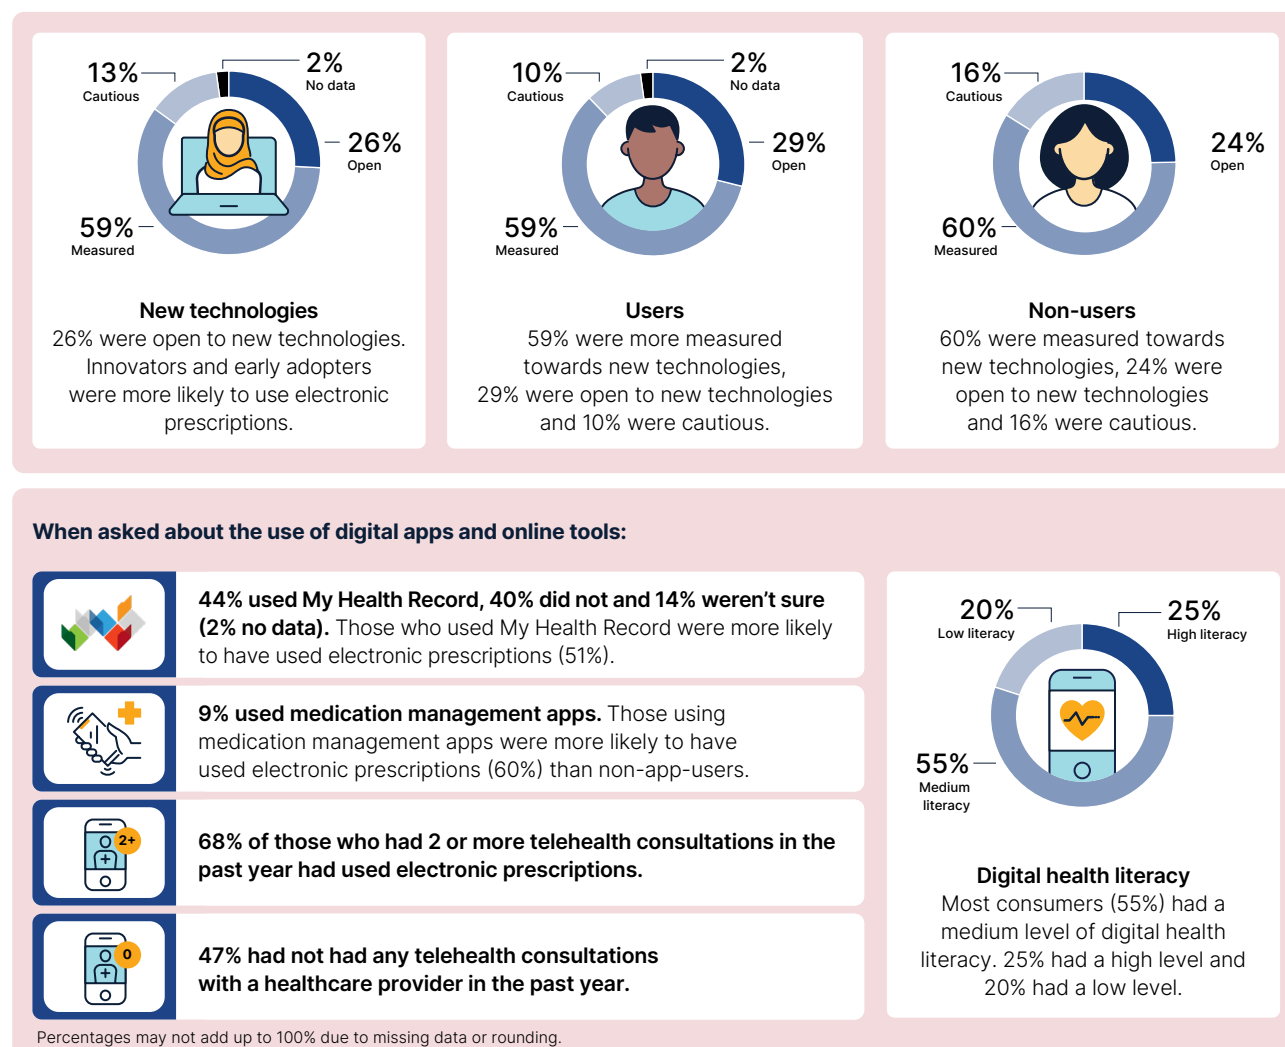 13%
Cautious
2%
No data
26%
Open
59%
Measured
New technologies
26% were open to new technologies.
Innovators and early adopters
were more likely to use electronic
prescriptions.
10%
Cautious
2%
No data
29%
Open
59%
Measured
Users
59% were more measured
towards new technologies,
29% were open to new technologies
and 10% were cautious.
16%
Cautious
24%
Open
60%
Measured
Non-users
60% were measured towards
new technologies, 24% were
open to new technologies
and 16% were cautious.
When asked about the use of digital apps and online tools:
44% used My Health Record, 40% did not and 14% weren’t sure
(2% no data). Those who used My Health Record were more likely
to have used electronic prescriptions (51%).
9% used medication management apps. Those using
medication management apps were more likely to have
used electronic prescriptions (60%) than non-app-users.
2+
68% of those who had 2 or more telehealth consultations in the
past year had used electronic prescriptions.
0
47% had not had any telehealth consultations
with a healthcare provider in the past year.
20%
Low literacy
25%
High literacy
55%
Medium
literacy
Digital health literacy
Most consumers (55%) had a
medium level of digital health
literacy. 25% had a high level and
20% had a low level.
Percentages may not add up to 100% due to missing data or rounding.